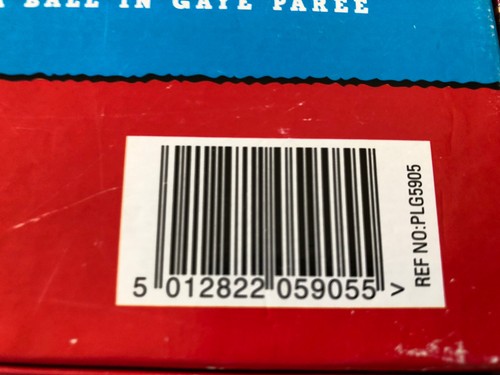 A BALL IN GAYE PAREE
5 012822 059055 >
REF NO:PLG5905